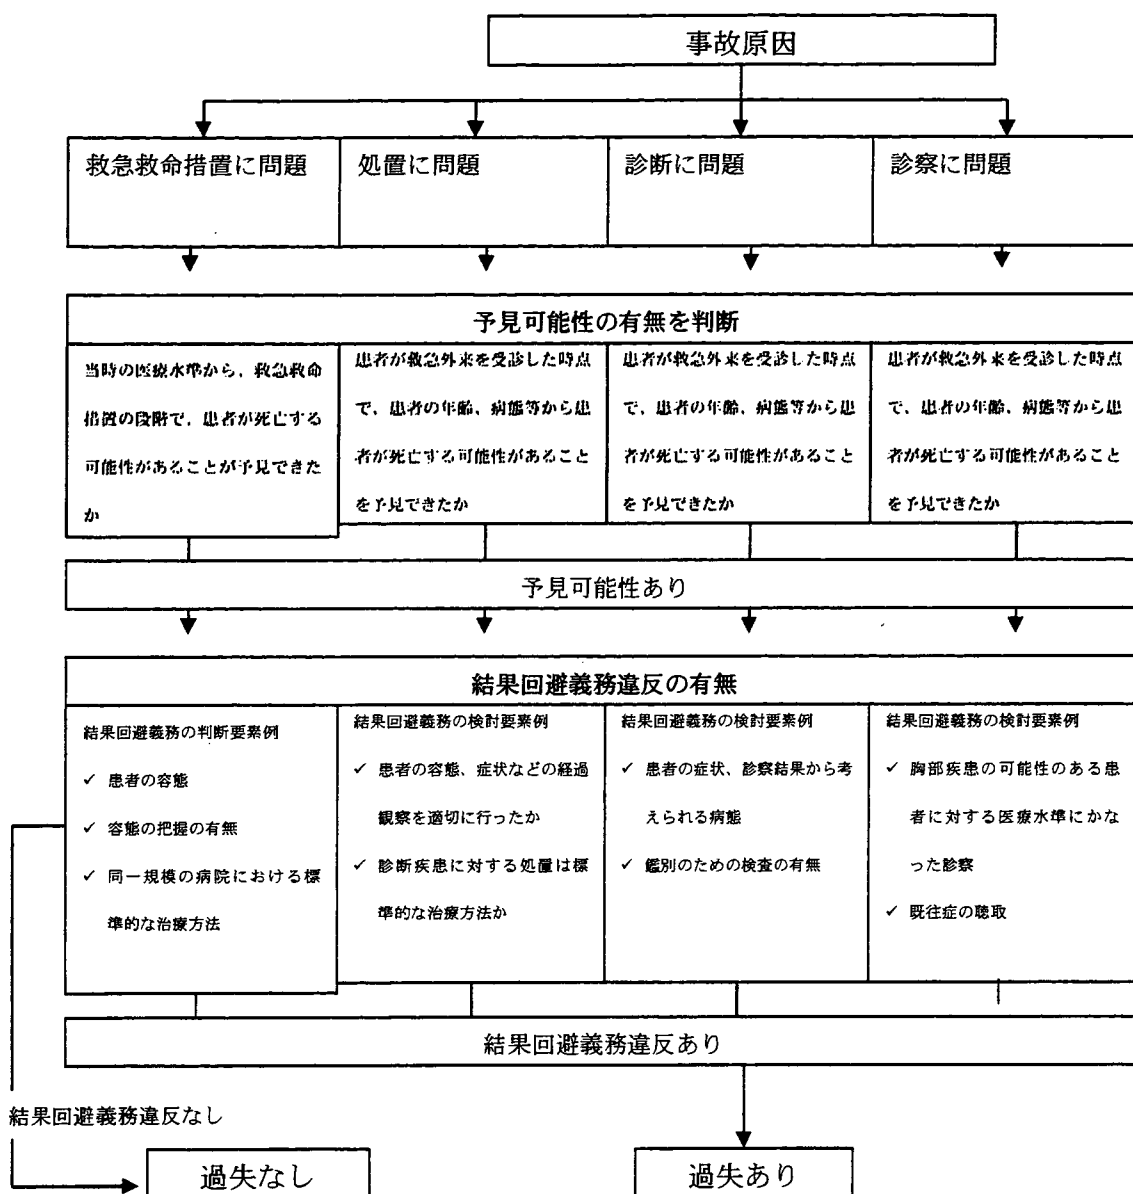 事故原因
救急救命措置に問題
処置に問題
診断に問題
診察に問題
予見可能性の有無を判断
当時の医療水準から、救急救命
措置の段階で、患者が死亡する
可能性があることが予見できた
か
患者が救急外来を受診した時点
で、患者の年齢、病態等から患
者が死亡する可能性があること
を予見できたか
患者が救急外来を受診した時点
で、患者の年齢、病態等から患
者が死亡する可能性があること
を予見できたか
患者が救急外来を受診した時点
で、患者の年齢、病態等から患
者が死亡する可能性があること
を予見できたか
予見可能性あり
結果回避義務違反の有無
結果回避義務の判断要素例
✓ 患者の容態
✓ 容態の把握の有無
✓ 同一規模の病院における標
準的な治療方法
結果回避義務の検討要素例
✓ 患者の容態、症状などの経過
観察を適切に行ったか
✓ 診断疾患に対する処置は標
準的な治療方法か
結果回避義務の検討要素例
✓ 患者の症状、診察結果から考
えられる病態
✓ 鑑別のための検査の有無
結果回避義務の検討要素例
✓ 胸部疾患の可能性のある患
者に対する医療水準にかな
った診察
✓ 既往症の聴取
結果回避義務違反あり
結果回避義務違反なし
過失なし
過失あり